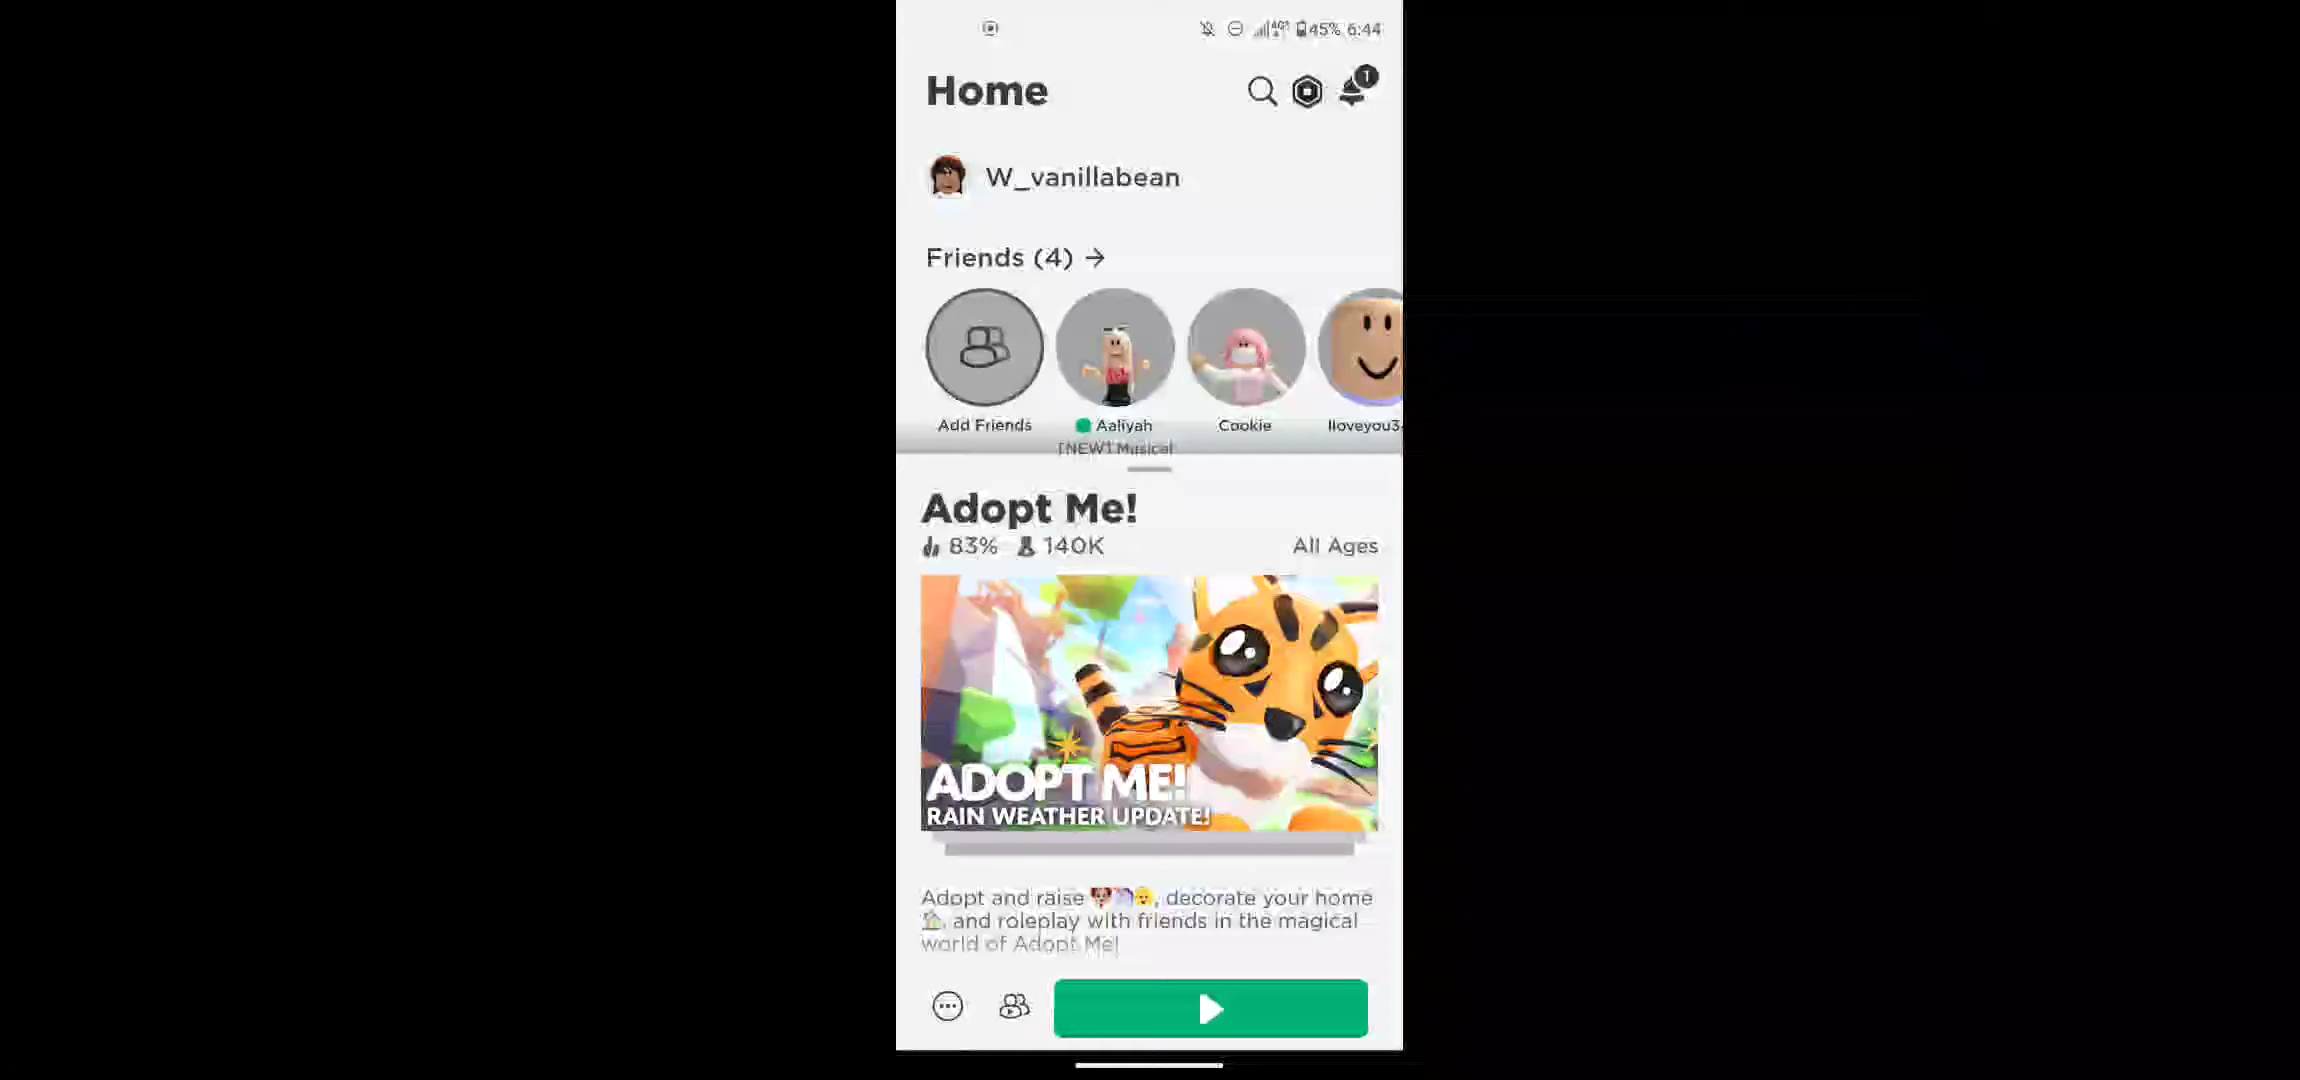 45% 6:44
Home
1
W_vanillabean
Friends (4) →
Add Friends
Aaliyah
Cookie
Iloveyou3
[NEW] Musical
Adopt Me!
83% 140K
All Ages
ADOPT ME!
RAIN WEATHER UPDATE!
Adopt and raise , decorate your home
, and roleplay with friends in the magical
world of Adopt Me!